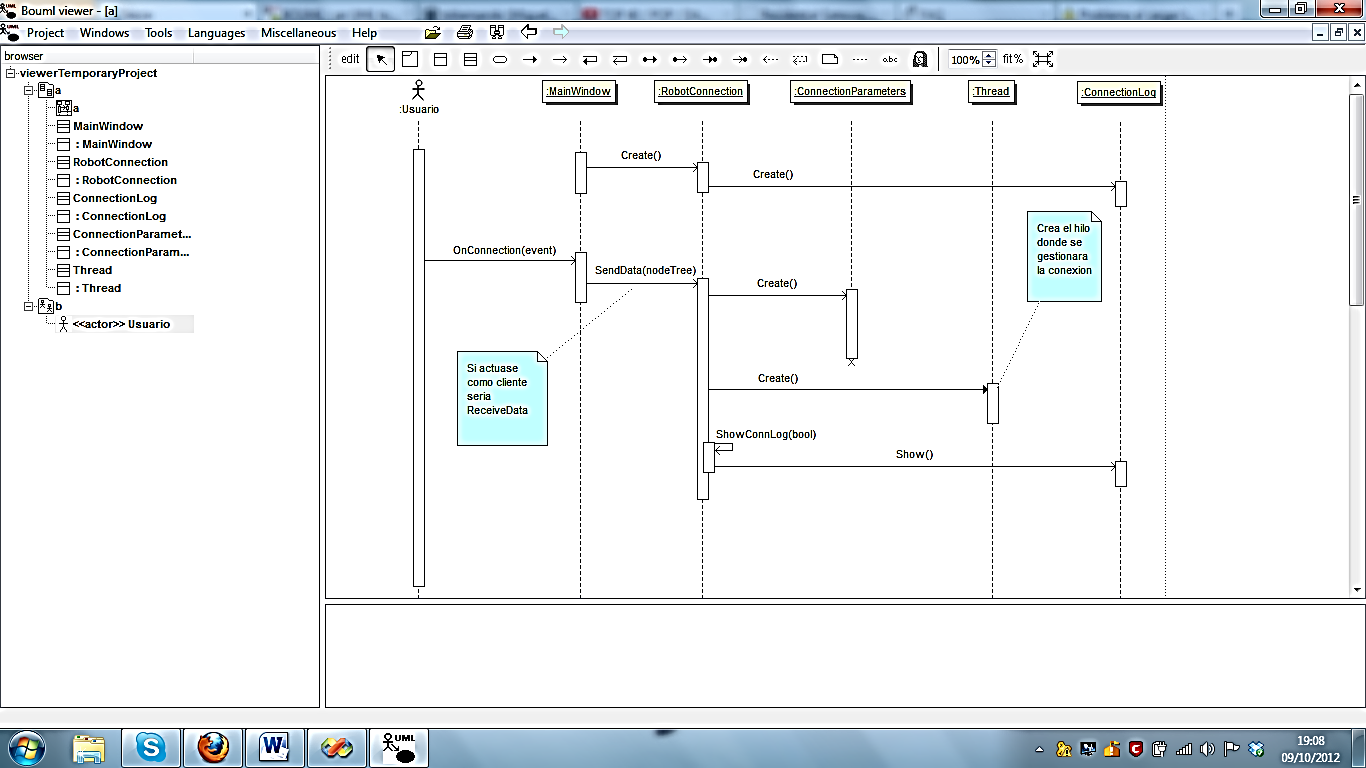 Bouml viewer - [a]
Project Windows Tools Languages Miscellaneous Help
browser
viewerTemporaryProject
a
a
MainWindow
: MainWindow
RobotConnection
: RobotConnection
ConnectionLog
: ConnectionLog
ConnectionParamet...
: ConnectionParam...
Thread
: Thread
b
<<actor>> Usuario
edit
abc
100%
fit%
:Usuario
:MainWindow
:RobotConnection
:ConnectionParameters
:Thread
:ConnectionLog
Create()
Create()
Crea el hilo
donde se
gestionara
la conexion
OnConnection(event)
SendData(nodeTree)
Create()
Si actuase
como cliente
seria
ReceiveData
Create()
ShowConnLog(bool)
Show()
UML
19:08
09/10/2012